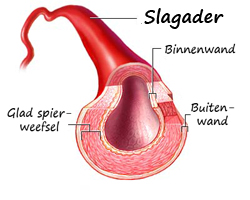 Slagader
Binnenwand
Glad spier-
weefsel
Buiten-
wand